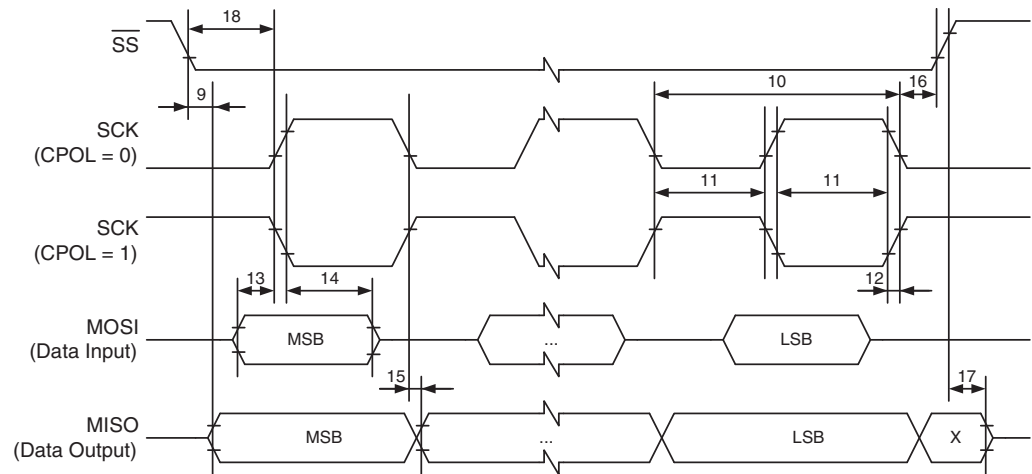 18
SS
9
10
16
SCK
(CPOL = 0)
11
11
SCK
(CPOL = 1)
13
14
12
MOSI
(Data Input)
MSB
...
LSB
15
17
MISO
(Data Output)
MSB
...
LSB
X